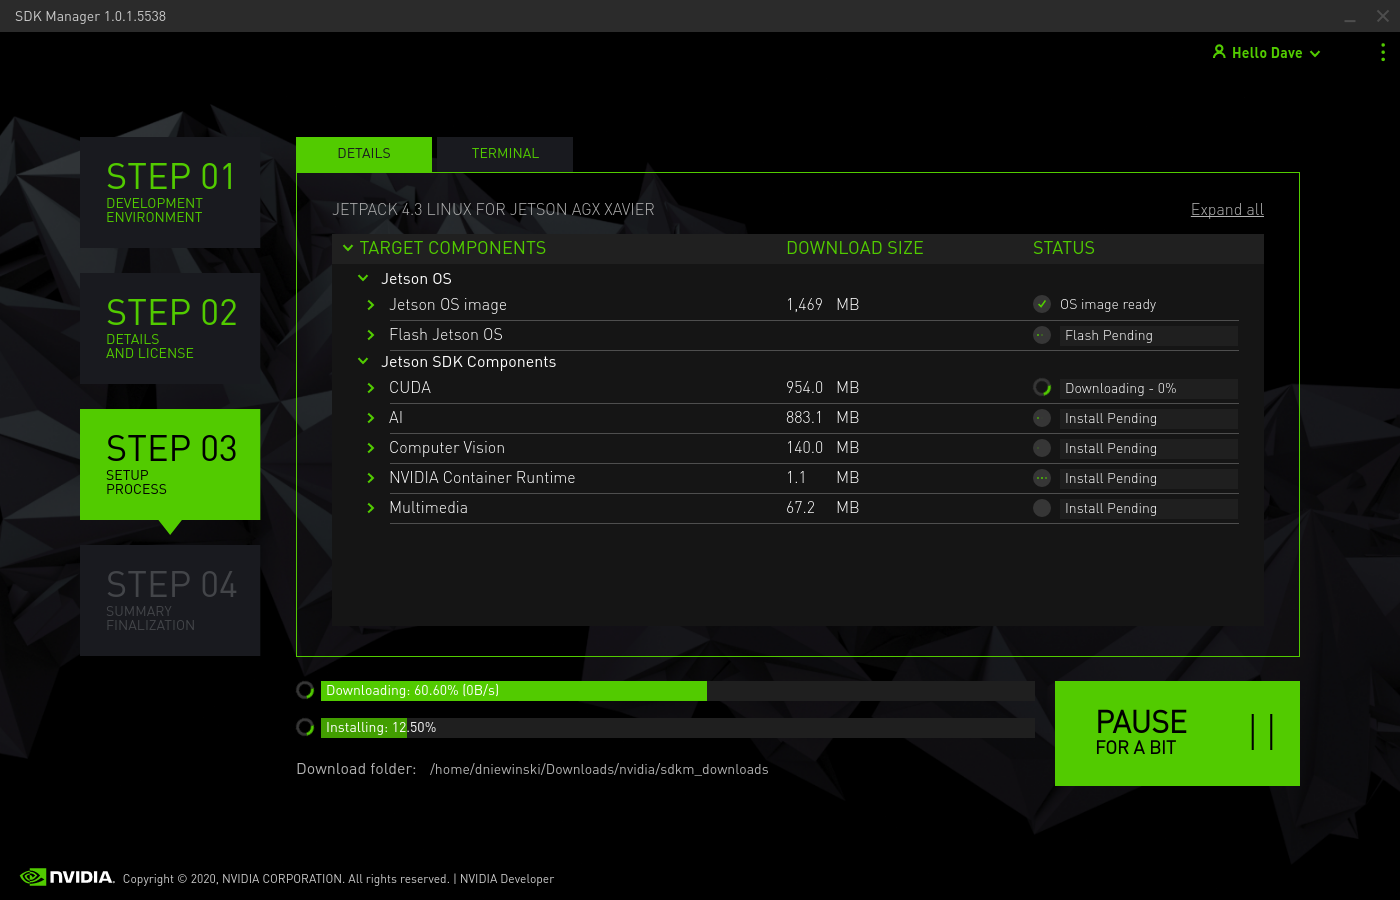 SDK Manager 1.0.1.5538
Hello Dave
STEP 01
DEVELOPMENT
ENVIRONMENT
STEP 02
DETAILS
AND LICENSE
STEP 03
SETUP
PROCESS
STEP 04
SUMMARY
FINALIZATION
DETAILS TERMINAL
JETPACK 4.3 LINUX FOR JETSON AGX XAVIER Expand all
TARGET COMPONENTS DOWNLOAD SIZE STATUS
Jetson OS
Jetson OS image 1,469 MB OS image ready
Flash Jetson OS Flash Pending
Jetson SDK Components
CUDA 954.0 MB Downloading - 0%
AI 883.1 MB Install Pending
Computer Vision 140.0 MB Install Pending
NVIDIA Container Runtime 1.1 MB Install Pending
Multimedia 67.2 MB Install Pending
Downloading: 60.60% (0B/s)
Installing: 12.50%
Download folder: /home/dniewinski/Downloads/nvidia/sdkm_downloads
PAUSE
FOR A BIT
NVIDIA. Copyright © 2020, NVIDIA CORPORATION. All rights reserved. | NVIDIA Developer